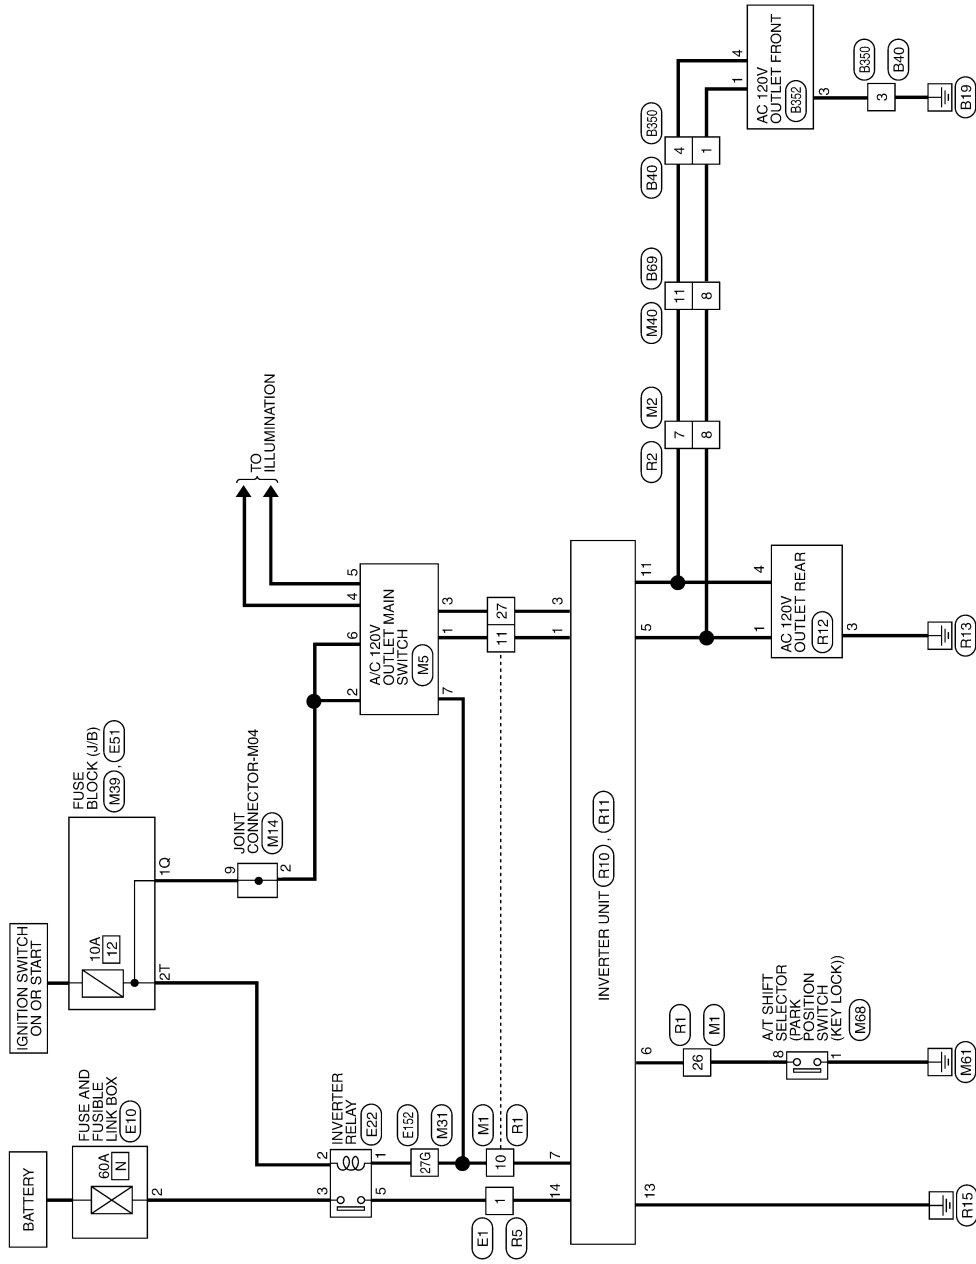 BATTERY
FUSE AND
FUSIBLE
LINK BOX
E10
60A
N
2
IGNITION SWITCH
ON OR START
FUSE
BLOCK (J/B)
M39 , E51
10A
12
2T
1Q
JOINT
CONNECTOR-M04
M14
9
2
INVERTER
RELAY
E22
3
2
5
1
E152
M31
27G
M1
R1
10
E1
R5
1
14
7
TO
ILLUMINATION
A/C 120V
OUTLET MAIN
SWITCH
M5
2
6
4
5
7
1
3
11
27
1
3
INVERTER UNIT R10 , R11
13
6
5
11
R15
R1
M1
26
A/T SHIFT
SELECTOR
(PARK
POSITION
SWITCH
(KEY LOCK))
M68
8
1
M61
AC 120V
OUTLET REAR
R12
1
4
3
R13
R2
M2
7
8
M40
B69
11
8
B40
B350
4
1
AC 120V
OUTLET FRONT
B352
1
4
3
B350
B40
3
B19